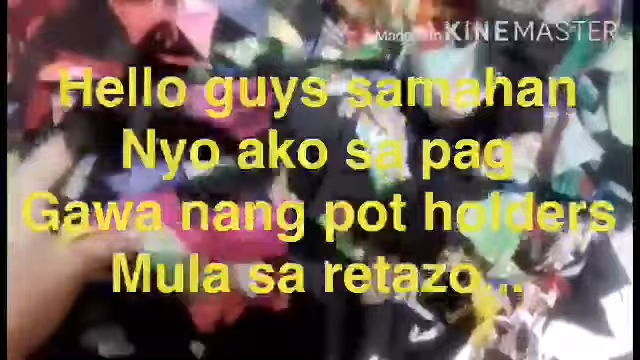 Made with KINEMASTER
Hello guys samahan
Nyo ako sa pag
Gawa nang pot holders
Mula sa retazo...